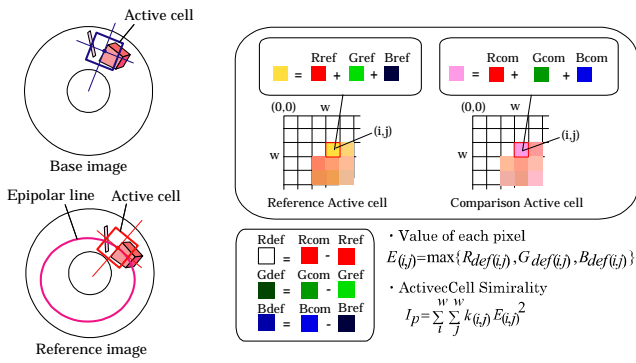 Active cell
Base image
Epipolar line
Active cell
Reference image
Rref Gref Bref
= + +
(0,0) w
(i,j)
w
Reference Active cell
Rcom Gcom Bcom
= + +
(0,0) w
(i,j)
w
Comparison Active cell
Rdef Rcom Rref
= -
Gdef Gcom Gref
= -
Bdef Bcom Bref
= -
・Value of each pixel
E(i,j)=max{Rdef(i,j),Gdef(i,j),Bdef(i,j)}
・ActivecCell Simirality
Ip=∑i^w ∑j^w k(i,j)E(i,j)^2